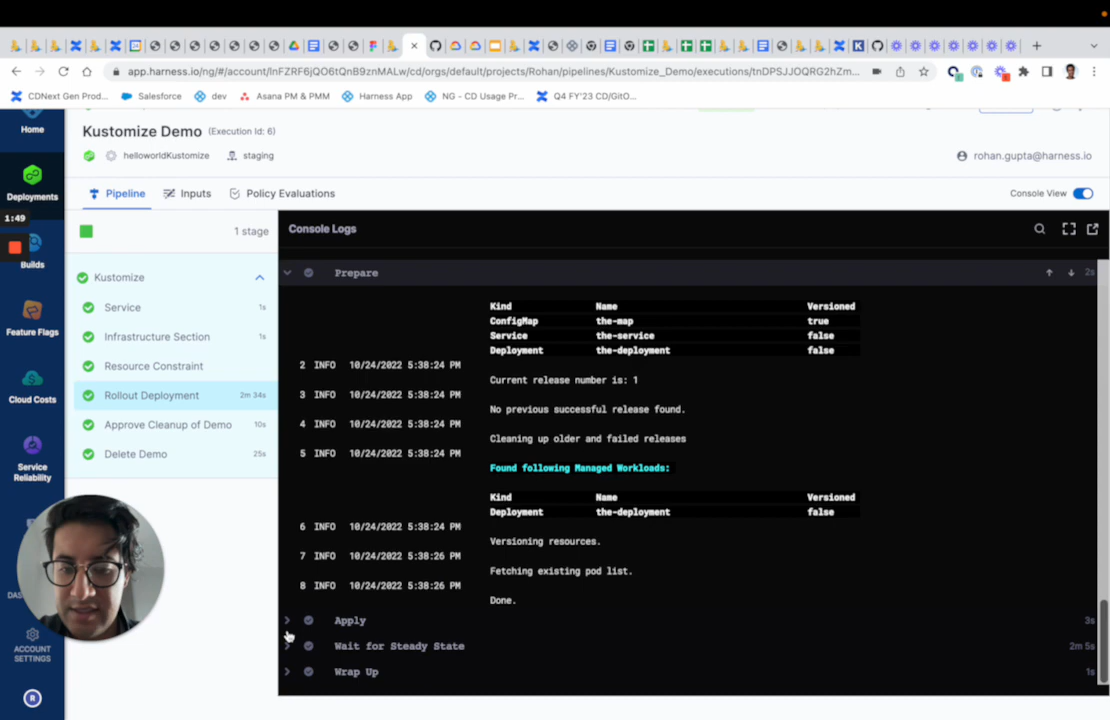 app.harness.io/ng/#/account/lnFZRF6jQO6tQnB9znMALw/cd/orgs/default/projects/Rohan/pipelines/Kustomize_Demo/executions/tnDPSJJOQRG2hZm...
CDNext Gen Prod...
Salesforce
dev
Asana PM & PMM
Harness App
NG - CD Usage Pr...
Q4 FY'23 CD/GitO...
Home
Kustomize Demo (Execution Id: 6)
helloworldKustomize
staging
rohan.gupta@harness.io
Deployments
Pipeline
Inputs
Policy Evaluations
Console View
1:49
1 stage
Console Logs
Builds
Kustomize
Prepare
2s
Service
1s
Kind Name Versioned
ConfigMap the-map true
Feature Flags
Infrastructure Section
1s
Service the-service false
Deployment the-deployment false
Resource Constraint
2 INFO 10/24/2022 5:38:24 PM
Current release number is: 1
Cloud Costs
Rollout Deployment
2m 34s
3 INFO 10/24/2022 5:38:24 PM
No previous successful release found.
Approve Cleanup of Demo
10s
4 INFO 10/24/2022 5:38:24 PM
Cleaning up older and failed releases
Delete Demo
25s
5 INFO 10/24/2022 5:38:24 PM
Service
Reliability
Found following Managed Workloads:
Kind Name Versioned
Deployment the-deployment false
6 INFO 10/24/2022 5:38:24 PM
Versioning resources.
7 INFO 10/24/2022 5:38:26 PM
Fetching existing pod list.
8 INFO 10/24/2022 5:38:26 PM
Done.
Apply
3s
ACCOUNT
SETTINGS
Wait for Steady State
2m 5s
Wrap Up
1s
R